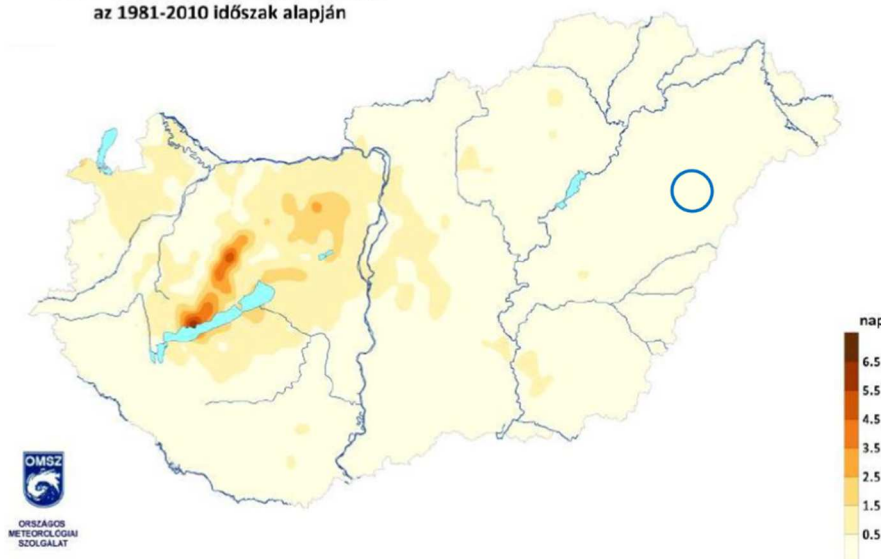 az 1981-2010 időszak alapján
nap
6.5
5.5
4.5
3.5
2.5
1.5
0.5
OMSZ
ORSZÁGOS
METEOROLÓGIAI
SZOLGÁLAT